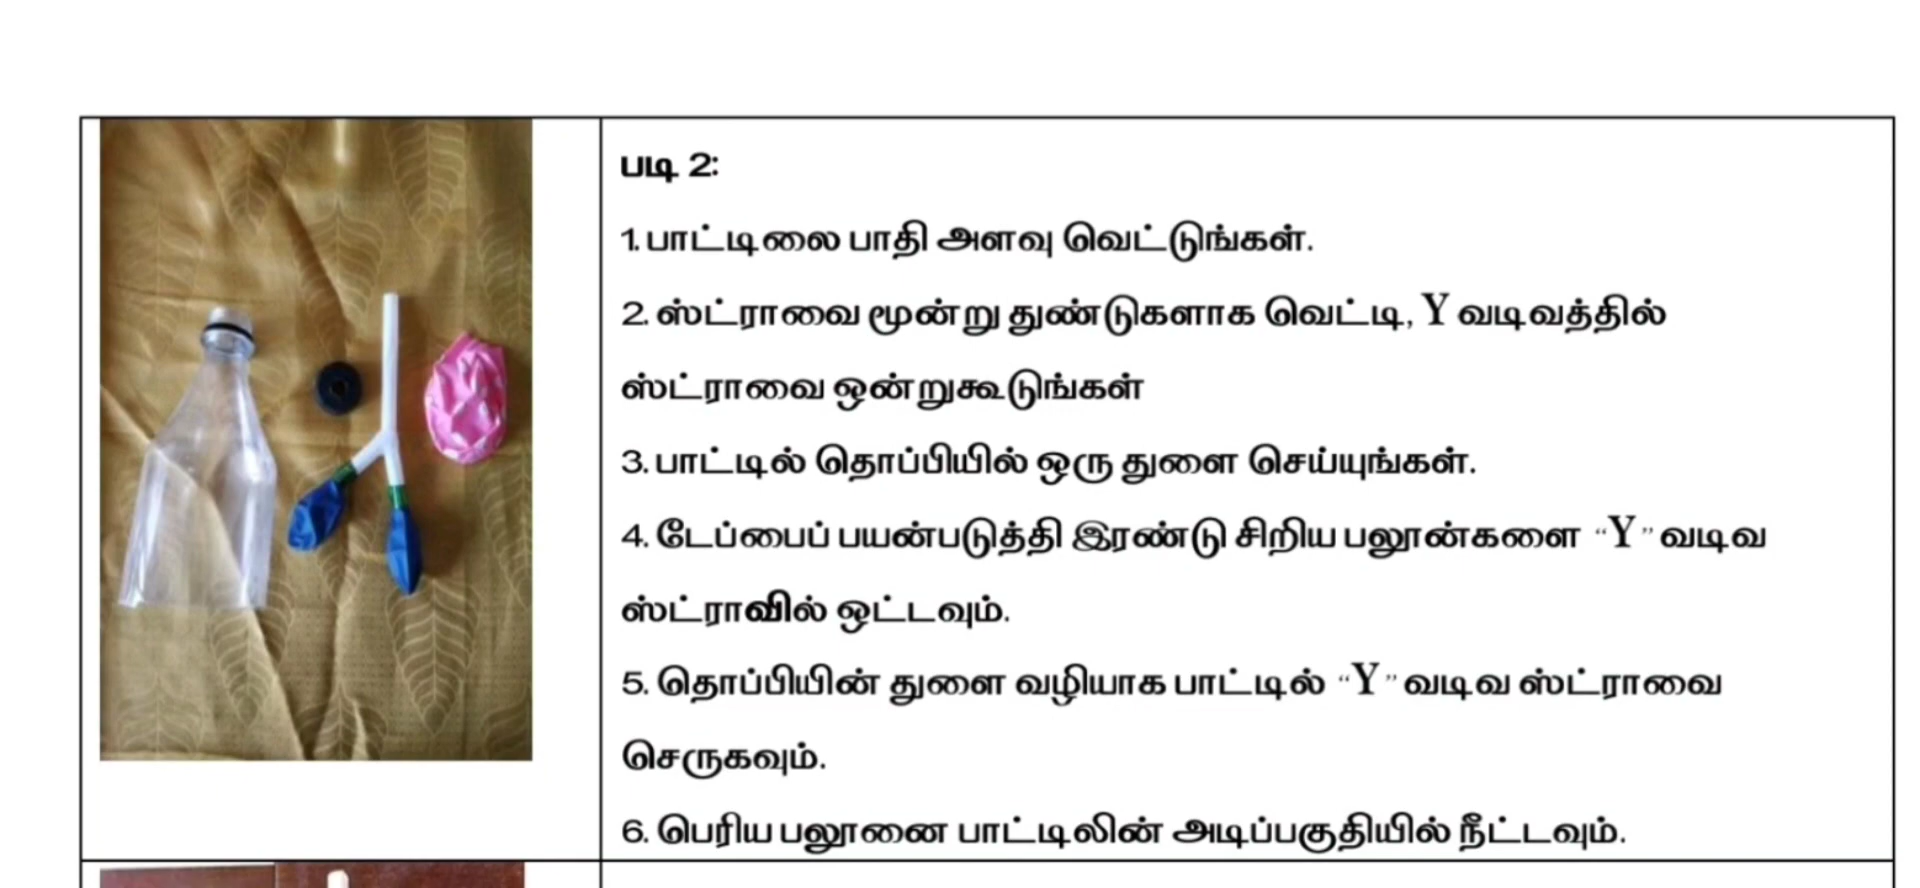 படி 2:
1. பாட்டிலை பாதி அளவு வெட்டுங்கள்.
2. ஸ்ட்ராவை மூன்று துண்டுகளாக வெட்டி, Y வடிவத்தில்
ஸ்ட்ராவை ஒன்றுகூடுங்கள்
3. பாட்டில் தொப்பியில் ஒரு துளை செய்யுங்கள்.
4. டேப்பைப் பயன்படுத்தி இரண்டு சிறிய பலூன்களை “Y” வடிவ
ஸ்ட்ராவில் ஒட்டவும்.
5. தொப்பியின் துளை வழியாக பாட்டில் “Y” வடிவ ஸ்ட்ராவை
செருகவும்.
6. பெரிய பலூனை பாட்டிலின் அடிப்பகுதியில் நீட்டவும்.